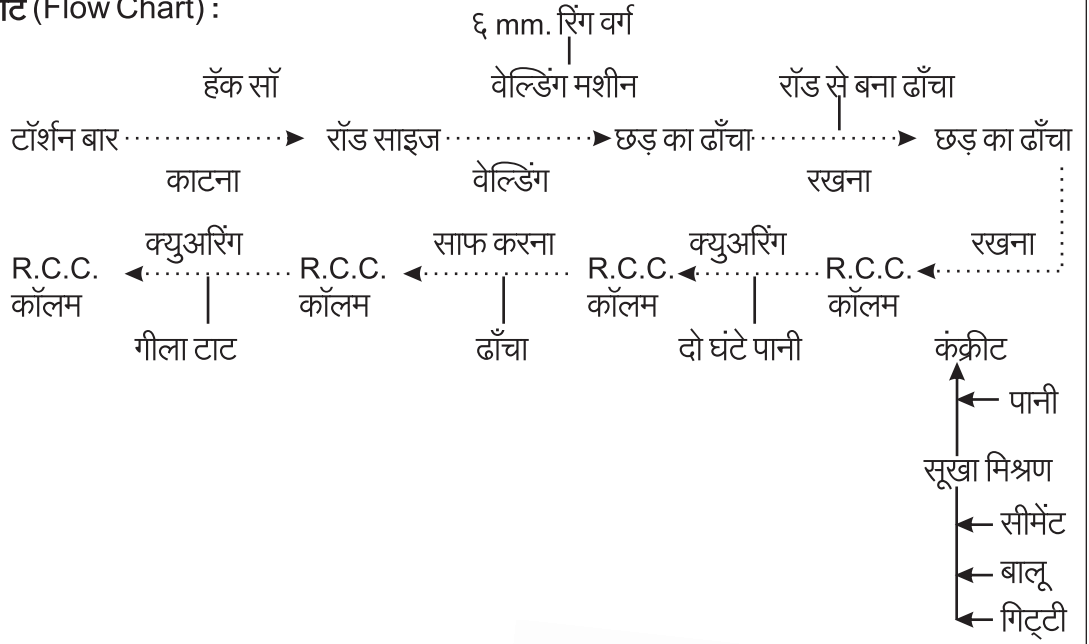 र्ट (Flow Chart) :
६ mm. रिंग वर्ग
हॅक सॉ वेल्डिंग मशीन रॉड से बना ढाँचा
टॉर्शन बार रॉड साइज छड़ का ढाँचा छड़ का ढाँचा
काटना वेल्डिंग रखना
क्युअरिंग साफ करना क्युअरिंग रखना
R.C.C. R.C.C. R.C.C. R.C.C.
कॉलम कॉलम कॉलम कॉलम
गीला टाट ढाँचा दो घंटे पानी कंक्रीट
पानी
सूखा मिश्रण
सीमेंट
बालू
गिट्टी